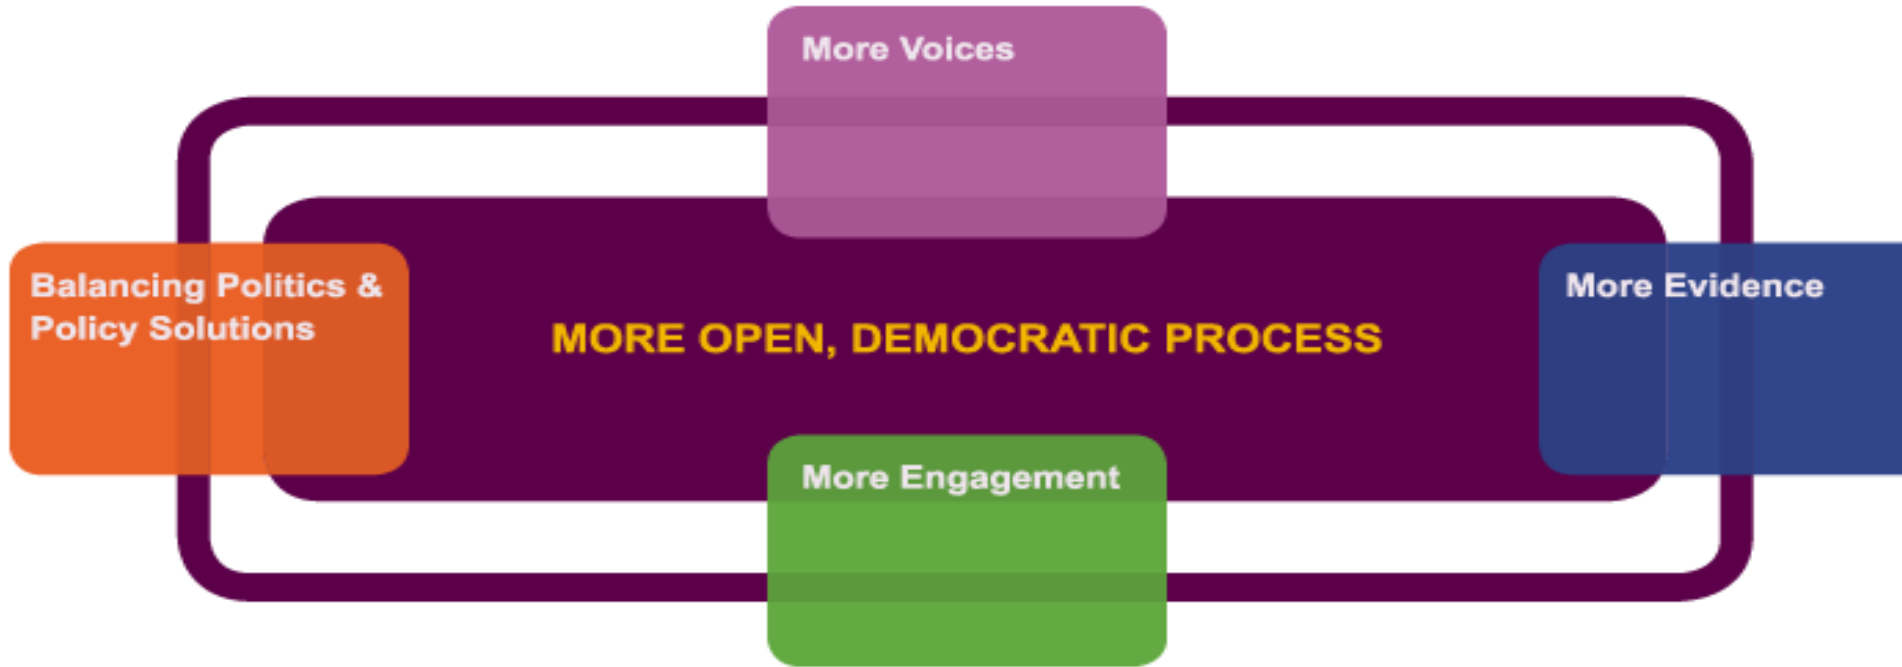 More Voices
Balancing Politics &
Policy Solutions
MORE OPEN, DEMOCRATIC PROCESS
More Evidence
More Engagement